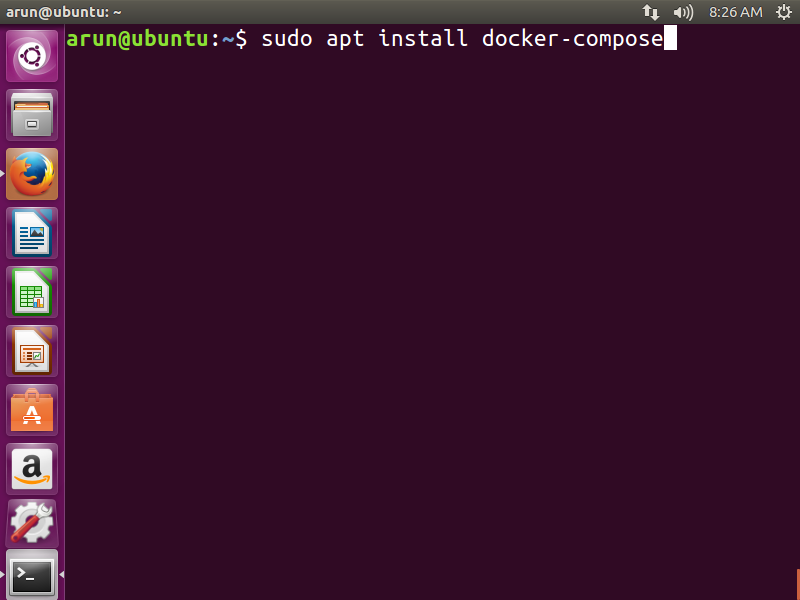 arun@ubuntu: ~
8:26 AM
arun@ubuntu:~$ sudo apt install docker-compose